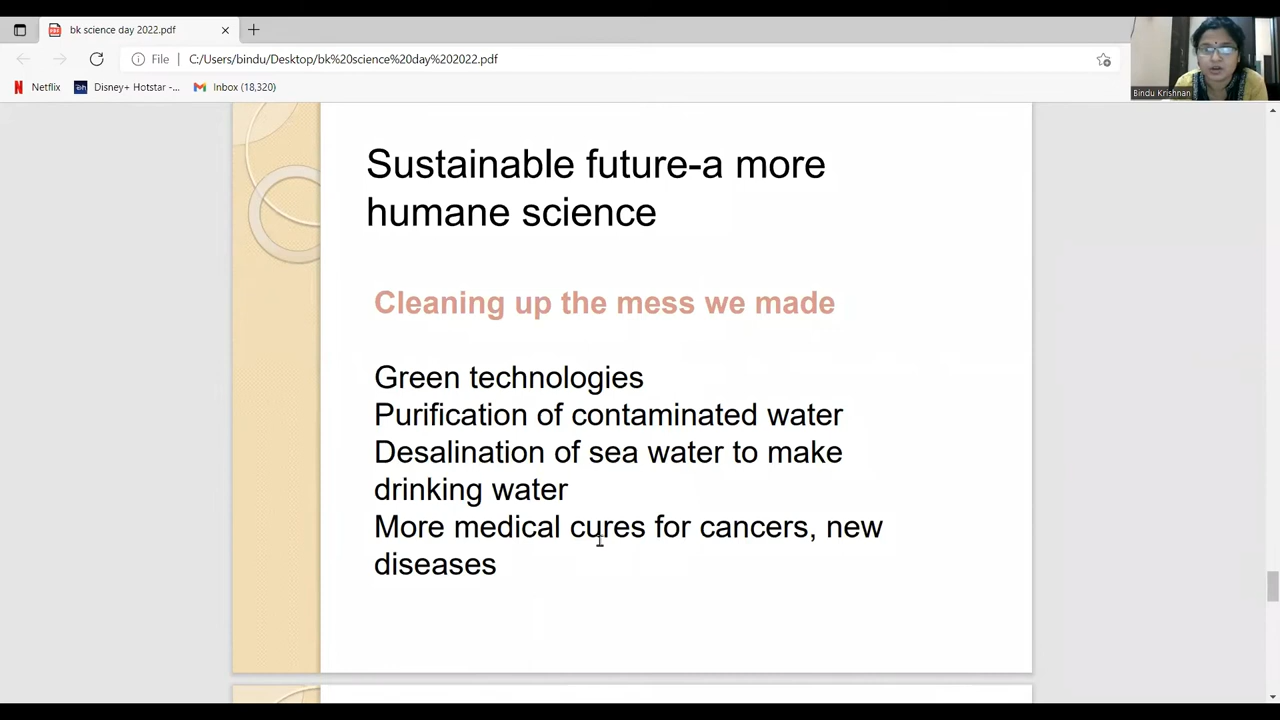 bk science day 2022.pdf
File
C:/Users/bindu/Desktop/bk%20science%20day%202022.pdf
Netflix
Disney+ Hotstar -...
Inbox (18,320)
Bindu Krishnan
Sustainable future-a more
humane science
Cleaning up the mess we made
Green technologies
Purification of contaminated water
Desalination of sea water to make
drinking water
More medical cures for cancers, new
diseases